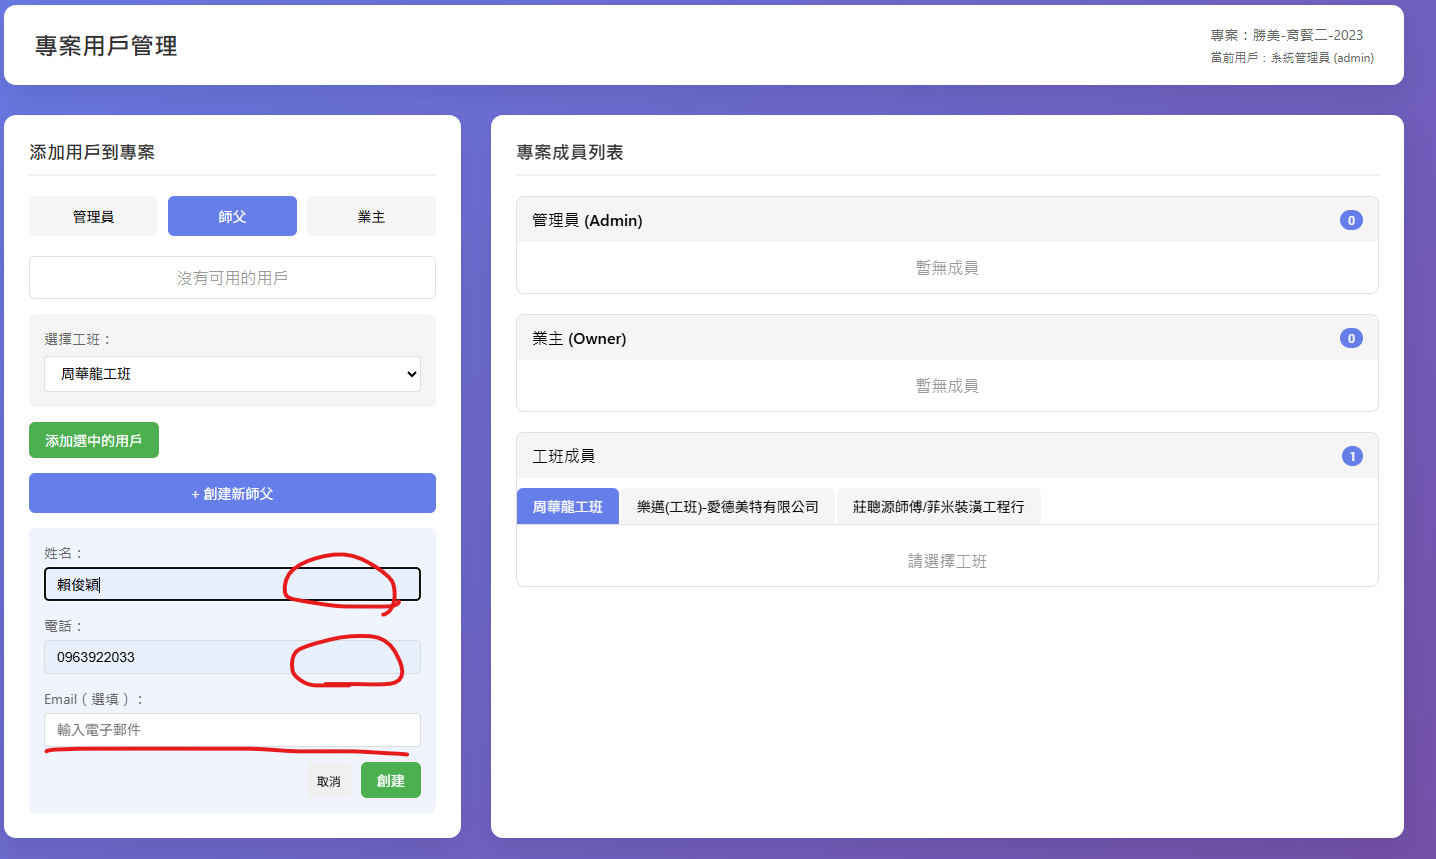 專案用戶管理
專案：勝美-育賢二-2023
當前用戶：系統管理員 (admin)
添加用戶到專案
管理員
師父
業主
沒有可用的用戶
選擇工班：
周華龍工班
添加選中的用戶
+ 創建新師父
姓名：
賴俊穎
電話：
0963922033
Email（選填）：
輸入電子郵件
取消
創建
專案成員列表
管理員 (Admin)
0
暫無成員
業主 (Owner)
0
暫無成員
工班成員
1
周華龍工班
樂邁(工班)-愛德美特有限公司
莊聰源師傅/菲米裝潢工程行
請選擇工班